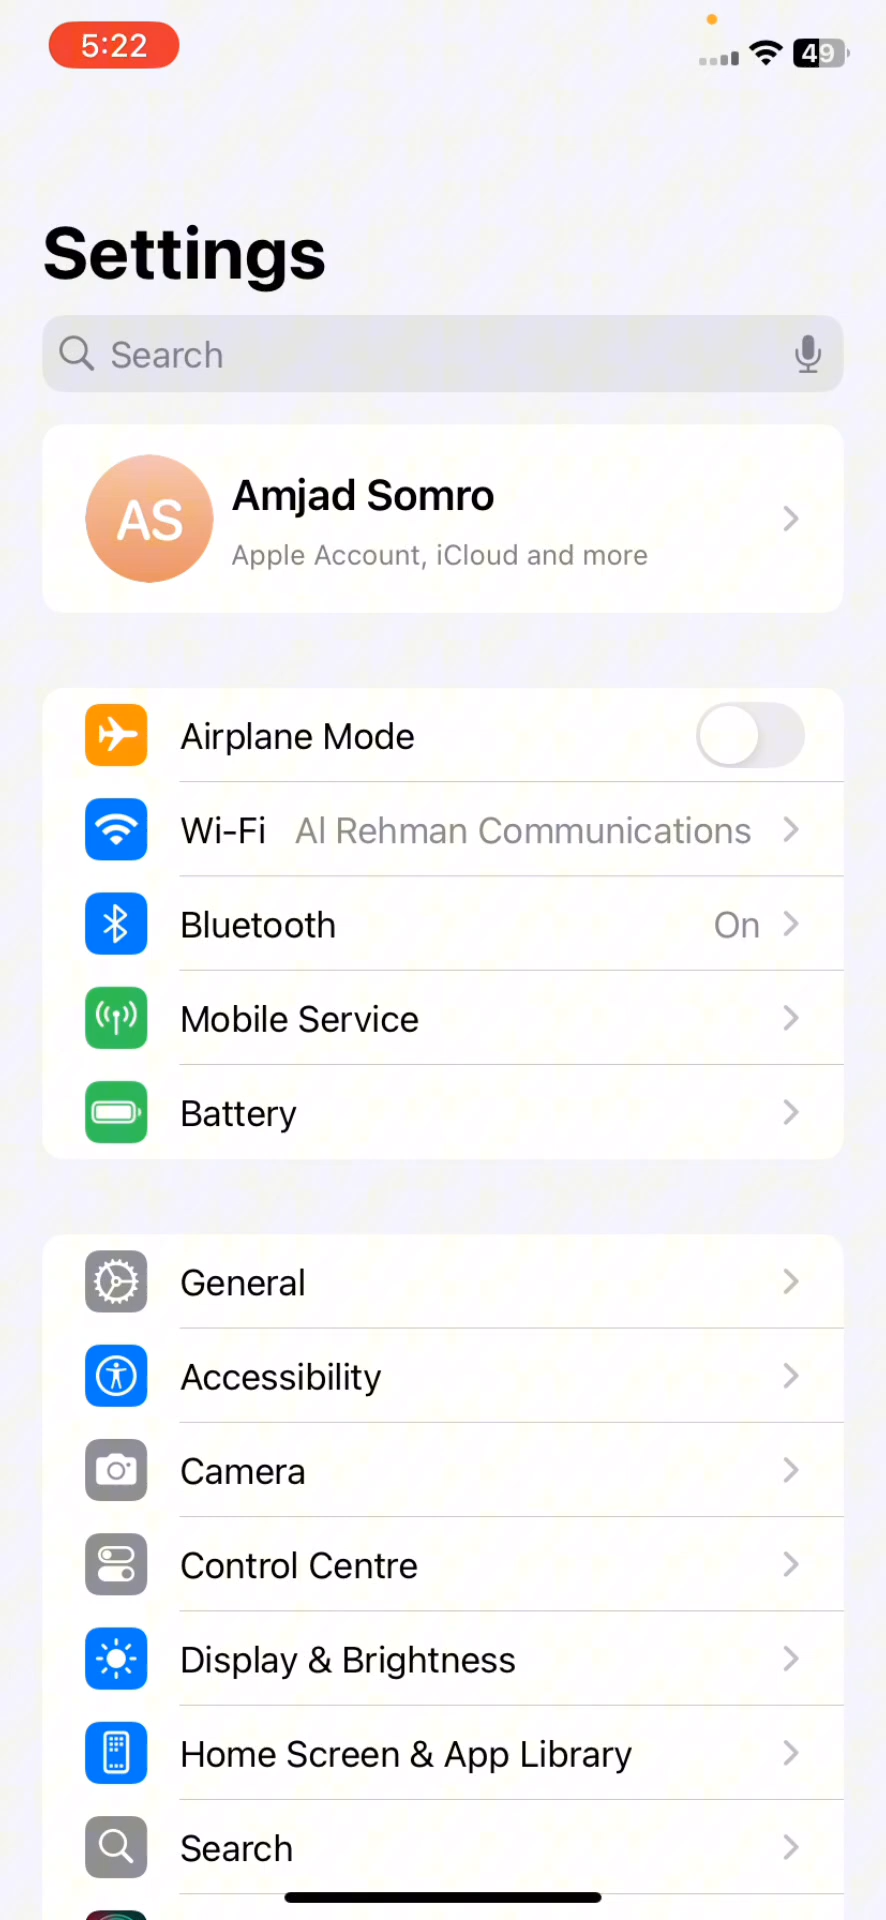 5:22
49
Settings
Search
AS
Amjad Somro
Apple Account, iCloud and more
Airplane Mode
Wi-Fi Al Rehman Communications
Bluetooth On
Mobile Service
Battery
General
Accessibility
Camera
Control Centre
Display & Brightness
Home Screen & App Library
Search